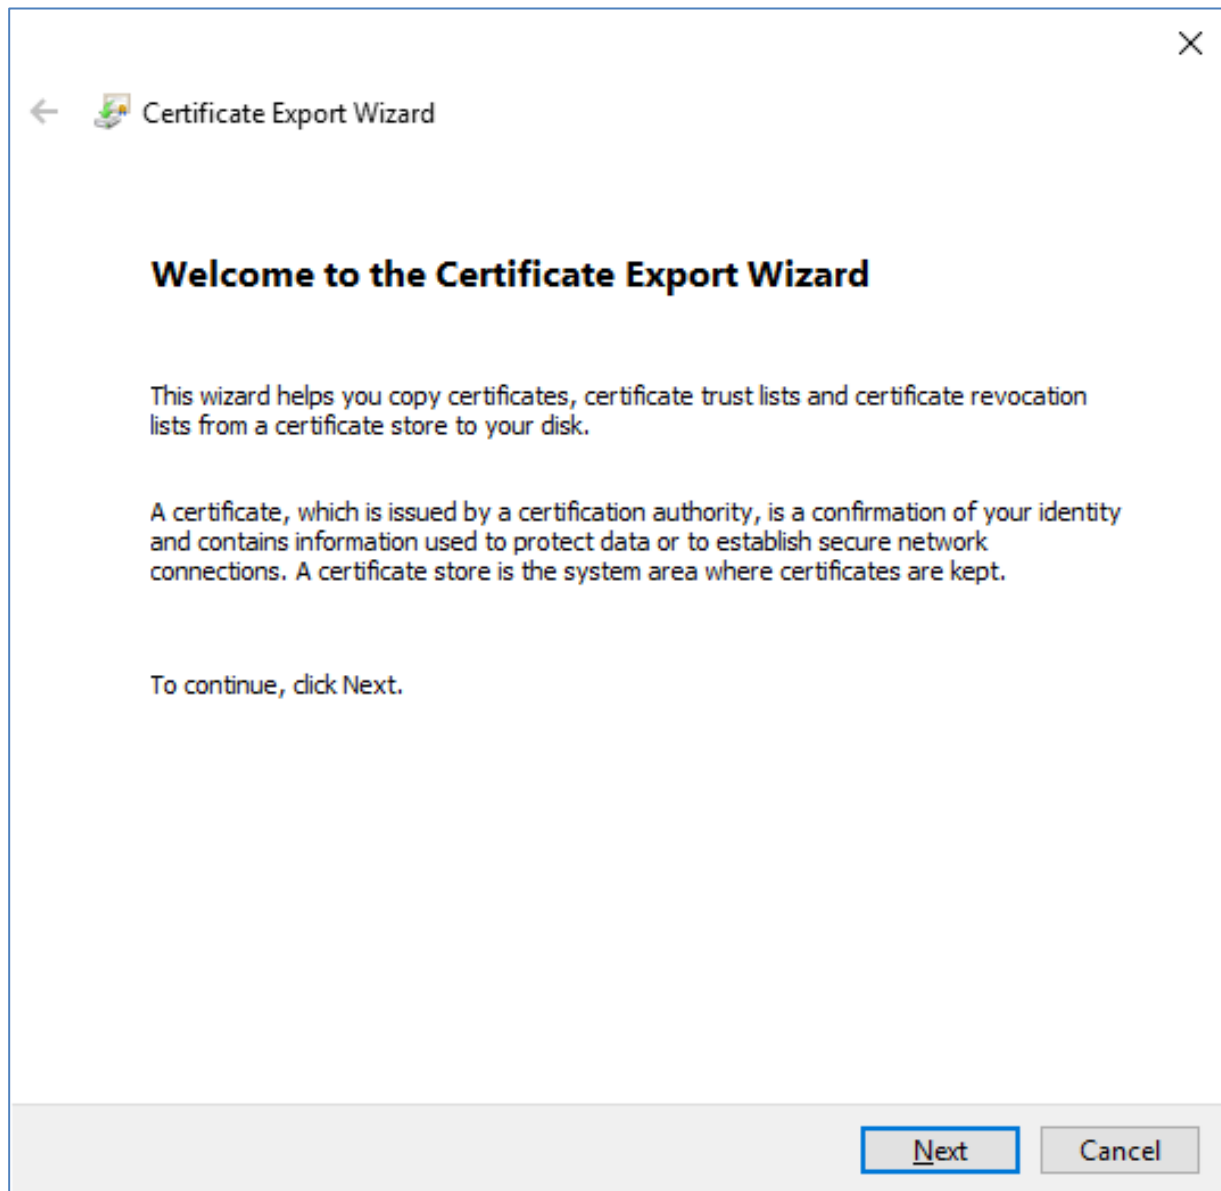 Certificate Export Wizard
Welcome to the Certificate Export Wizard
This wizard helps you copy certificates, certificate trust lists and certificate revocation
lists from a certificate store to your disk.
A certificate, which is issued by a certification authority, is a confirmation of your identity
and contains information used to protect data or to establish secure network
connections. A certificate store is the system area where certificates are kept.
To continue, click Next.
Next
Cancel